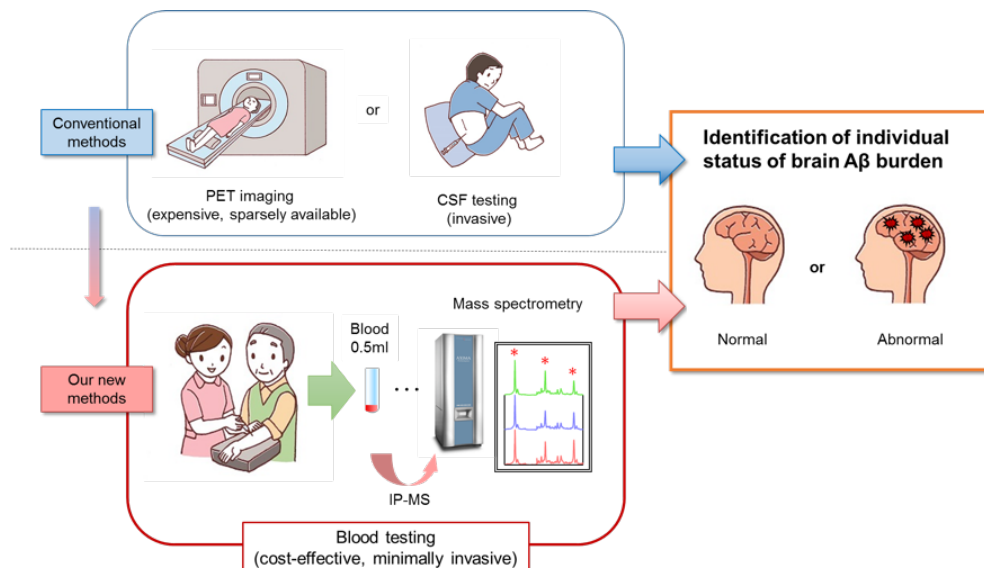 Conventional
methods
or
PET imaging
(expensive, sparsely available)
CSF testing
(invasive)
Identification of individual
status of brain Aβ burden
or
Normal
Abnormal
Our new
methods
Blood
0.5ml
...
Mass spectrometry
* * *
IP-MS
Blood testing
(cost-effective, minimally invasive)